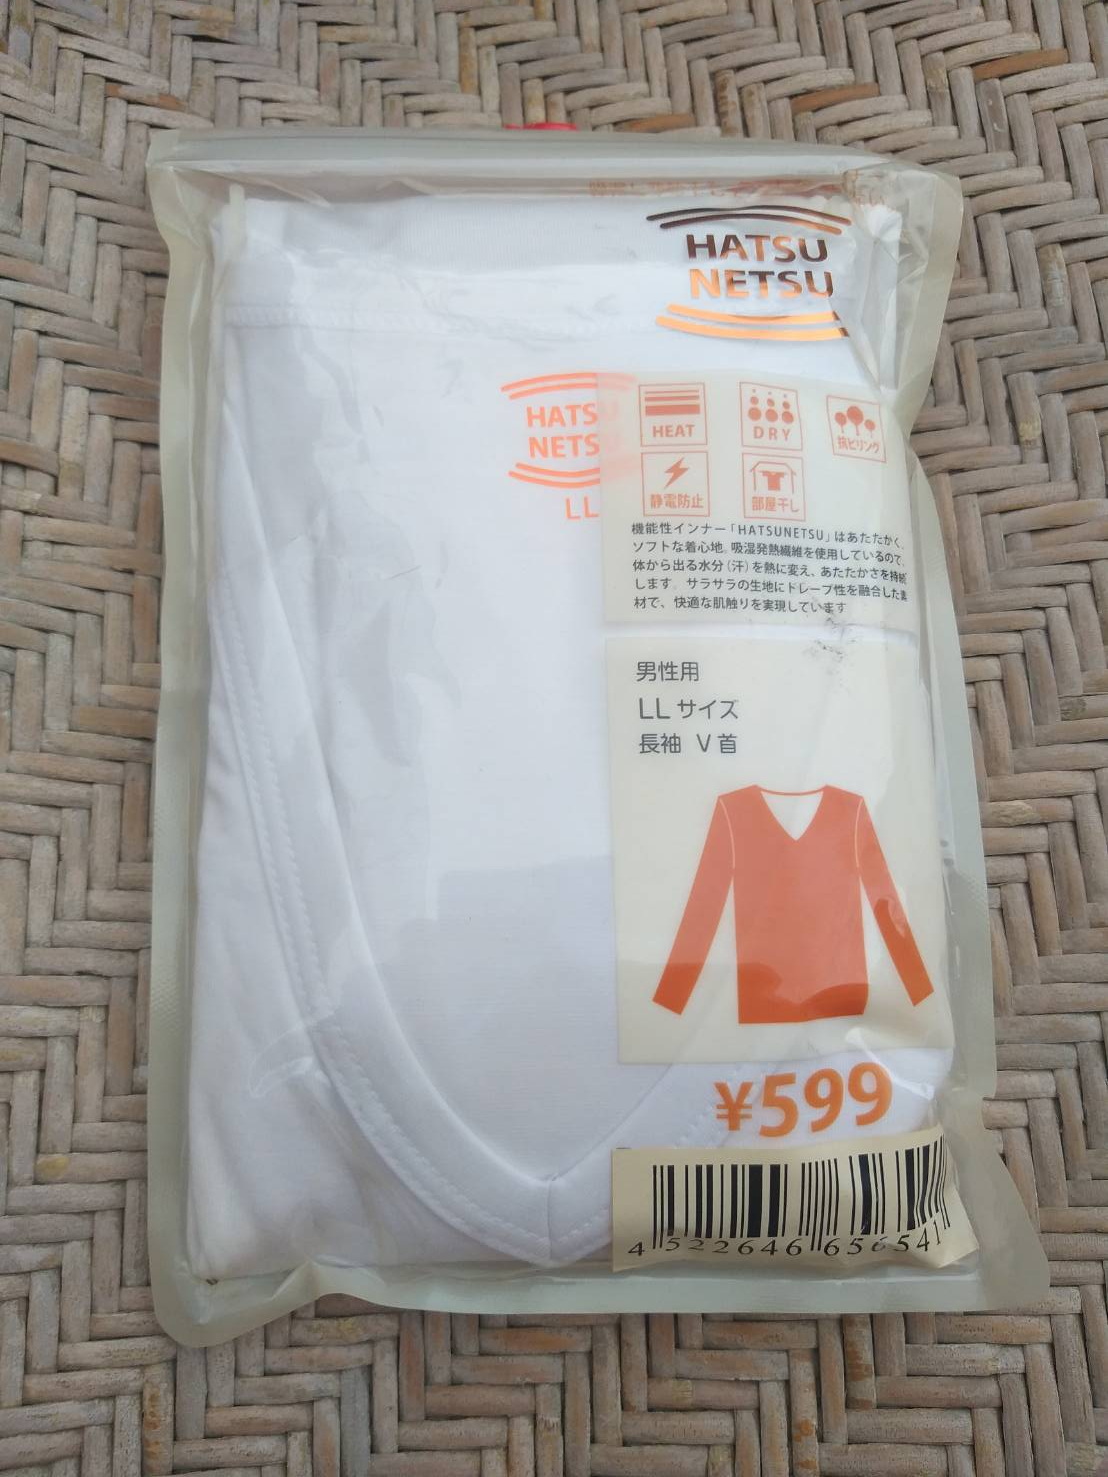 HATSU
NETSU
HATSU
NETSU
LL
HEAT
DRY
抗ピリング
静電防止
部屋干し
機能性インナー「HATSUNETSU」はあたたかく、
ソフトな着心地。吸湿発熱繊維を使用しているので、
体から出る水分(汗)を熱に変え、あたたかさを持続
します。サラサラの生地にドレープ性を融合した素
材で、快適な肌触りを実現しています
男性用
LL サイズ
長袖 V 首
¥599
4 522646 656541